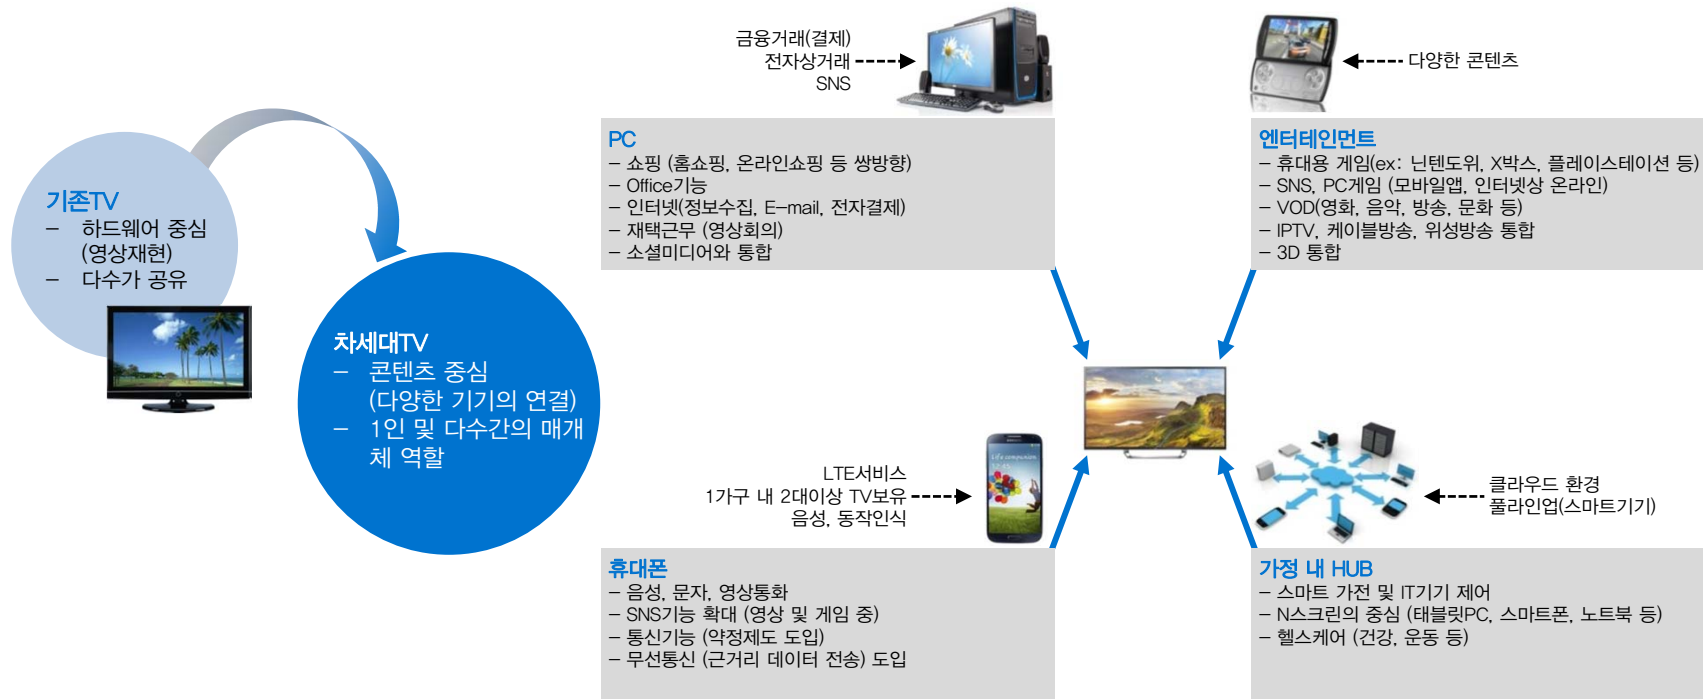 기존TV
– 하드웨어 중심
(영상재현)
– 다수가 공유
차세대TV
– 콘텐츠 중심
(다양한 기기의 연결)
– 1인 및 다수간의 매개
체 역할
금융거래(결제)
전자상거래
SNS
PC
– 쇼핑 (홈쇼핑, 온라인쇼핑 등 쌍방향)
– Office기능
– 인터넷(정보수집, E-mail, 전자결제)
– 재택근무 (영상회의)
– 소셜미디어와 통합
다양한 콘텐츠
엔터테인먼트
– 휴대용 게임(ex: 닌텐도위, X박스, 플레이스테이션 등)
– SNS, PC게임 (모바일앱, 인터넷상 온라인)
– VOD(영화, 음악, 방송, 문화 등)
– IPTV, 케이블방송, 위성방송 통합
– 3D 통합
LTE서비스
1가구 내 2대이상 TV보유
음성, 동작인식
Life companion
12:45
휴대폰
– 음성, 문자, 영상통화
– SNS기능 확대 (영상 및 게임 중)
– 통신기능 (약정제도 도입)
– 무선통신 (근거리 데이터 전송) 도입
클라우드 환경
풀라인업(스마트기기)
가정 내 HUB
– 스마트 가전 및 IT기기 제어
– N스크린의 중심 (태블릿PC, 스마트폰, 노트북 등)
– 헬스케어 (건강, 운동 등)